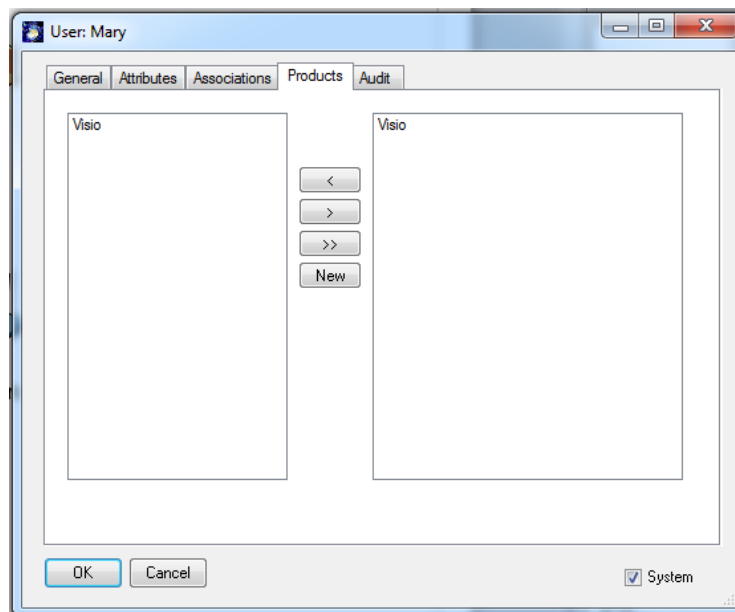 User: Mary
General Attributes Associations Products Audit
Visio Visio
<
>
>>
New
OK Cancel System